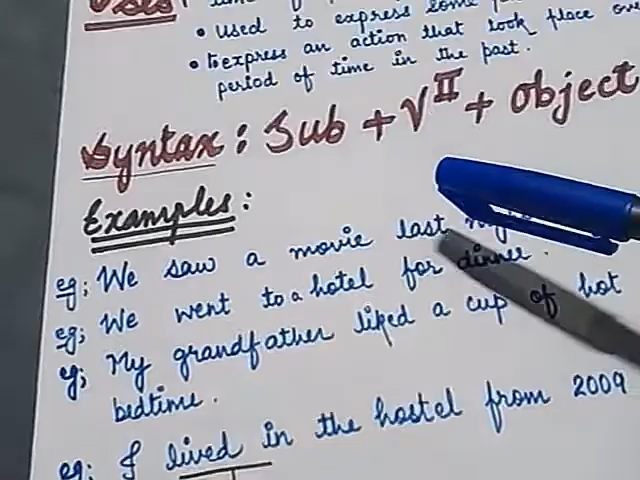 Uses:
• used to express some
• to express an action that took place over
period of time in the past.
Syntax : Sub + V II + Object
Examples :
eg; We saw a movie last
eg; We went to a hotel for dinner.
eg; My grandfather liked a cup of hot
bedtime.
eg: I lived in the hostel from 2009